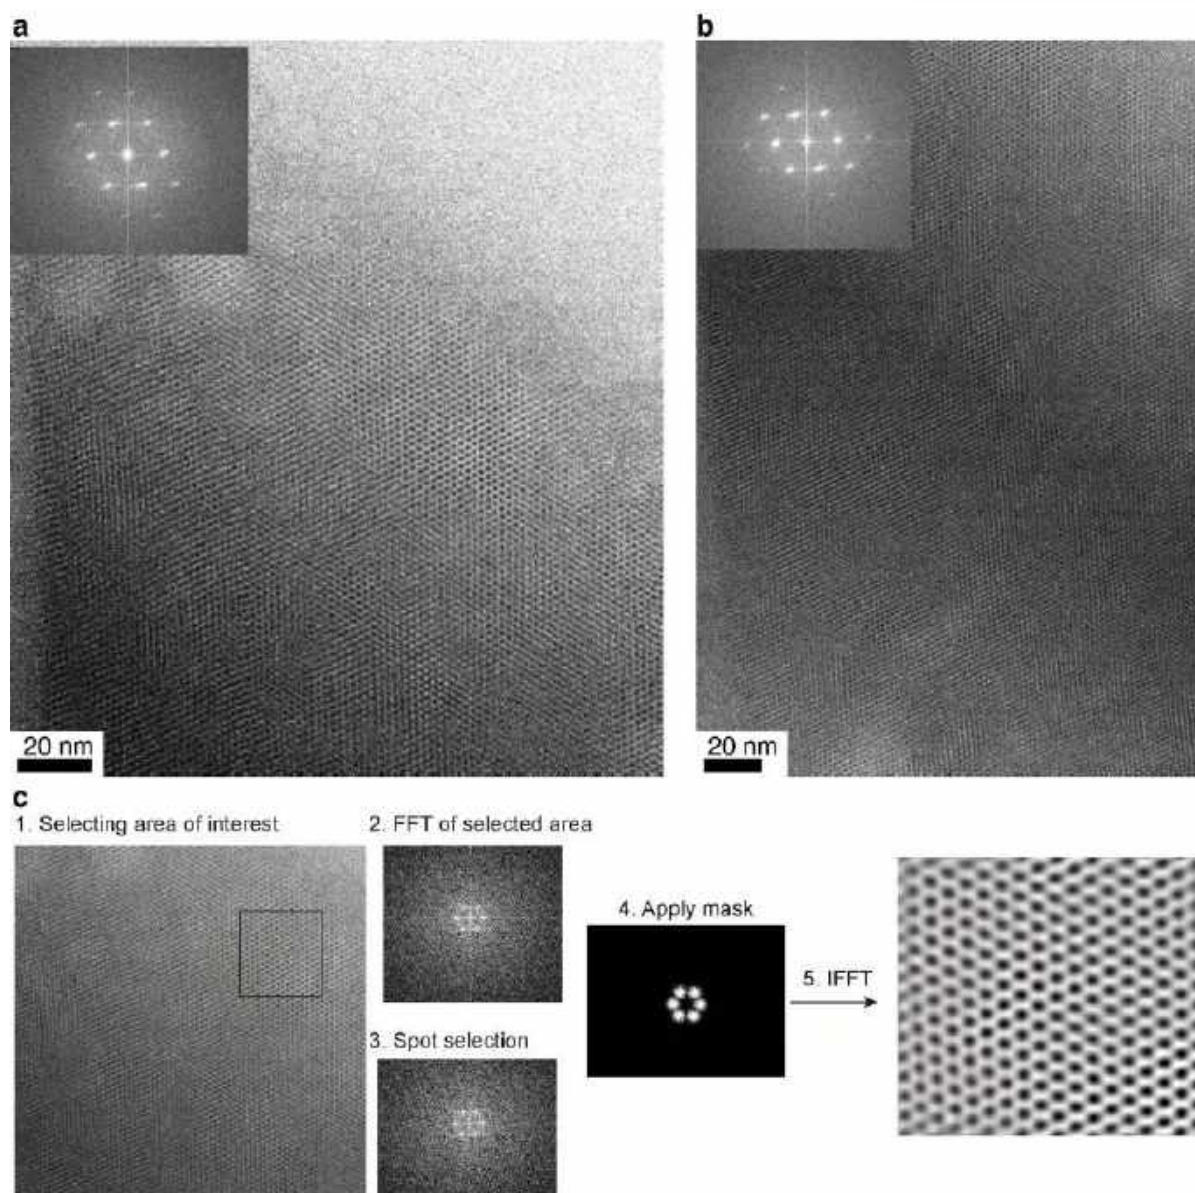 a
b
20 nm
20 nm
c
1. Selecting area of interest
2. FFT of selected area
3. Spot selection
4. Apply mask
5. IFFT